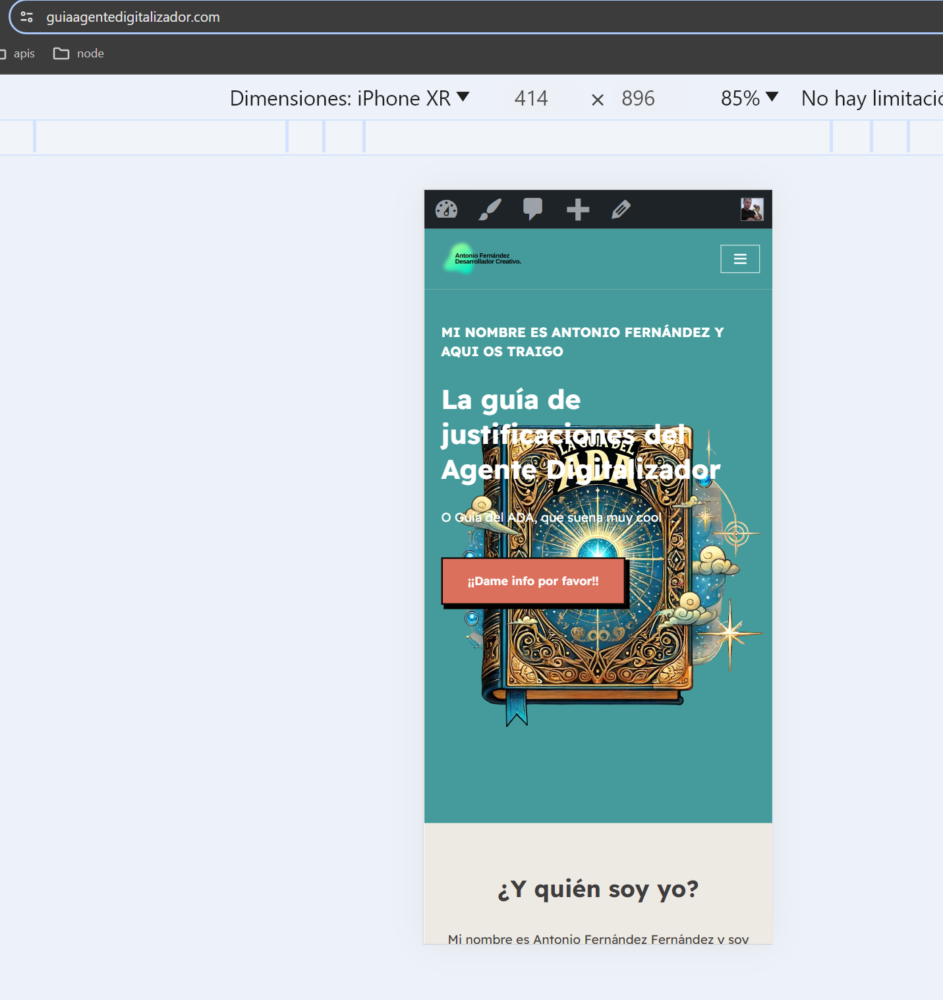 guiaagentedigitalizador.com
apis
node
Dimensiones: iPhone XR
414 × 896
85%
No hay limitació
Antonio Fernández
Desarrollador Creativo.
MI NOMBRE ES ANTONIO FERNÁNDEZ Y
AQUI OS TRAIGO
La guía de
justificaciones del
Agente Digitalizador
LA GUIA DEL
ADA
O Guía del ADA, que suena muy cool
¡¡Dame info por favor!!
¿Y quién soy yo?
Mi nombre es Antonio Fernández Fernández y soy